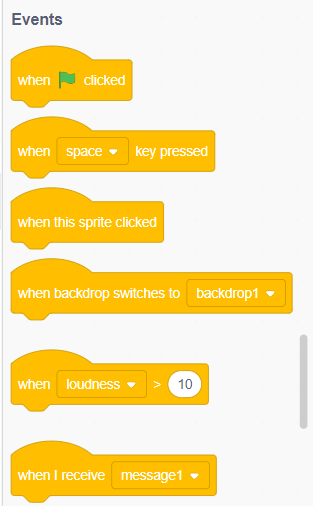 Events
when clicked
when space key pressed
when this sprite clicked
when backdrop switches to backdrop1
when loudness > 10
when I receive message1